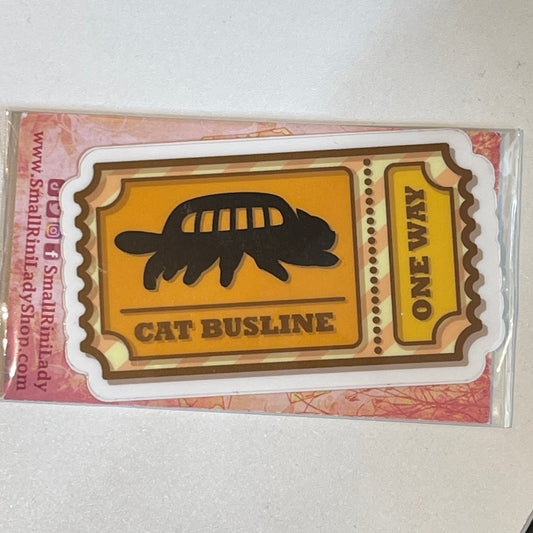 CAT BUSLINE
ONE WAY
SmallRiniLady
www.SmallRiniLadyShop.com